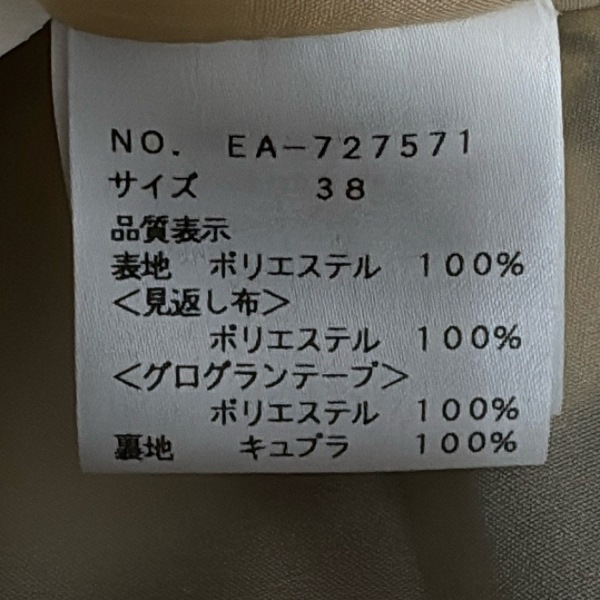 NO. EA-727571
サイズ 38
品質表示
表地 ポリエステル 100%
<見返し布>
ポリエステル 100%
<グログランテープ>
ポリエステル 100%
裏地 キュプラ 100%